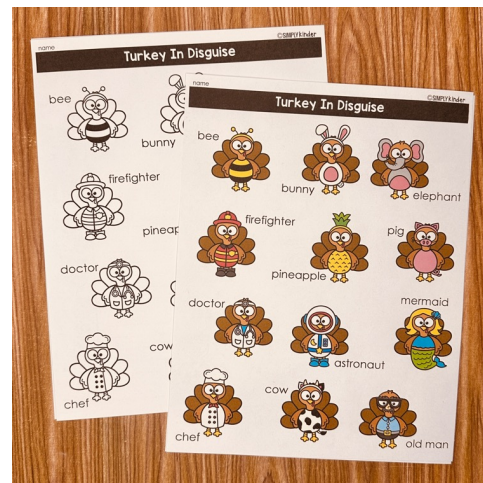 name
©SIMPLYkinder
Turkey In Disguise
bee
bunny
firefighter
pineap
doctor
cow
chef
name
©SIMPLYkinder
Turkey In Disguise
bee
bunny
elephant
firefighter
pineapple
pig
doctor
astronaut
mermaid
chef
cow
old man